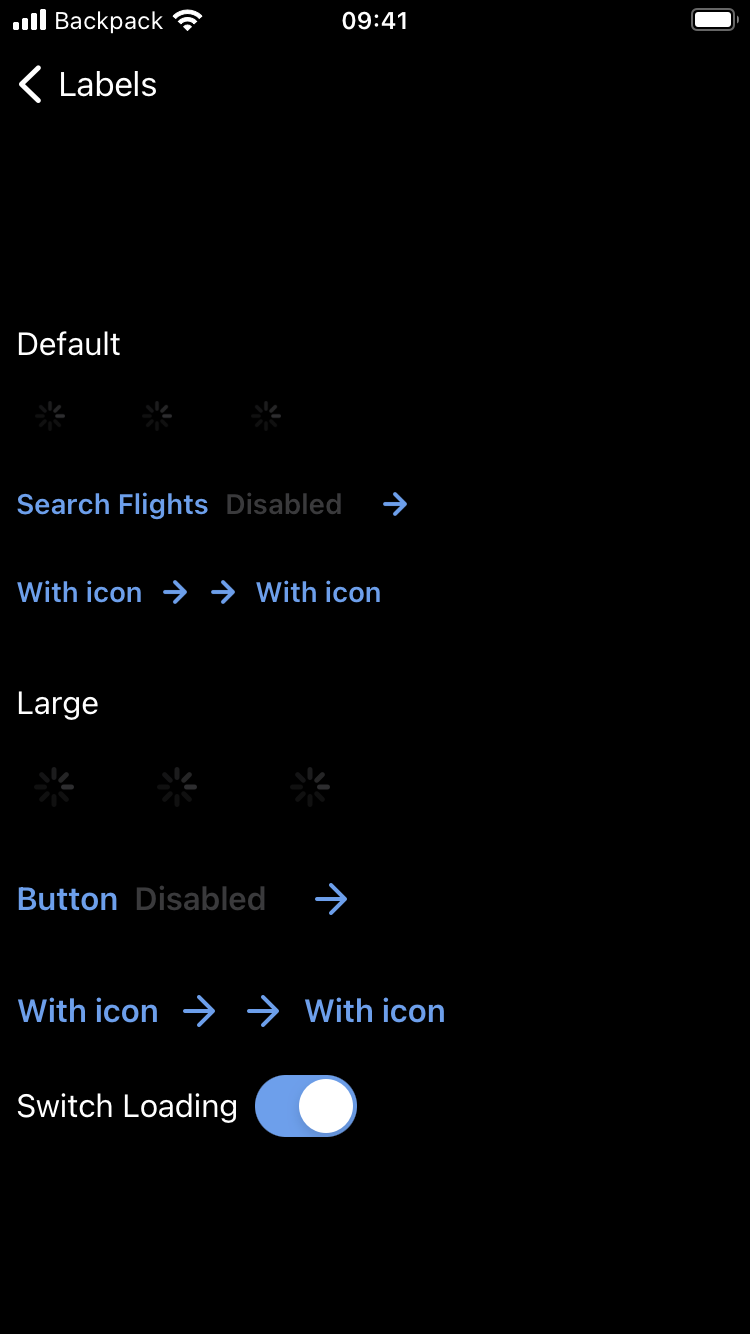 Backpack 09:41
Labels
Default
Search Flights Disabled
With icon With icon
Large
Button Disabled
With icon With icon
Switch Loading